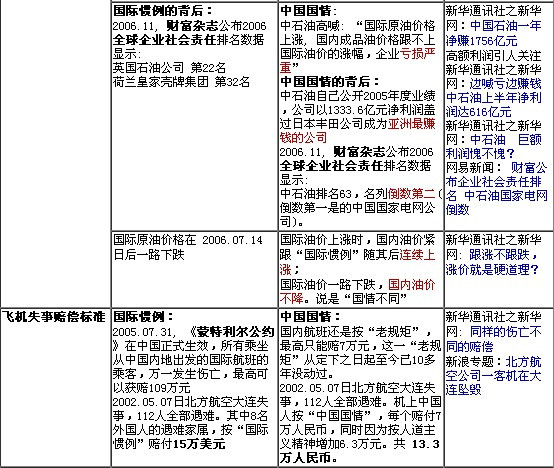 国际惯例的背后：
2006.11，财富杂志公布2006
全球企业社会责任排名数据
显示:
英国石油公司 第22名
荷兰皇家壳牌集团 第32名
中国国情:
中石油高喊:“国际原油价格
上涨, 国内成品油价格跟不上
国际油价的涨幅，企业亏损严
重”
中国国情的背后：
中石油自己公开2005年度业绩
,公司以1333.6亿元净利润盖
过日本丰田公司成为亚洲最赚
钱的公司
2006.11，财富杂志公布2006
全球企业社会责任排名数据显
示:
中石油排名63，名列倒数第二(
倒数第一是的中国国家电网公
司)。
新华通讯社之新华
网: 中国石油一年
净赚1756亿元
高额利润引人关注
新华通讯社之新华
网: 边喊亏边赚钱
中石油上半年净利
润达616亿元
新华通讯社之新华
网:中石油 巨额
利润愧不愧?
网易新闻: 财富公
布企业社会责任排
名 中石油国家电网
倒数
国际原油价格在 2006.07.14
日后一路下跌
国际油价上涨时，国内油价紧
跟“国际惯例”随其后连续上
涨;
国际油价一路下跌，国内油价
不降。说是“国情不同”
新华通讯社之新华
网: 跟涨不跟跌，
涨价就是硬道理?
飞机失事赔偿标准
国际惯例：
2005.07.31，《蒙特利尔公约
》在中国正式生效，所有乘坐
从中国内地出发的国际航班的
乘客，万一发生伤亡，最高可
以获赔109万元
2002.05.07日北方航空大连失
事，112人全部遇难。其中8名
外国人的遇难家属，按“国际
惯例”赔付15万美元
中国国情：
国内航班还是按“老规矩”，
最高只能赔7万元，这一“老规
矩”从定下之日起至今已10多
年没动过。
2002.05.07日北方航空大连失
事，112人全部遇难。机上中国
人按“中国国情”，每个赔付7
万人民币，同时因为按人道主
义精神增加6.3万元。共 13.3
万人民币。
新华通讯社之新华
网: 同样的伤亡不
同的赔偿
新浪专题:北方航
空公司一客机在大
连坠毁